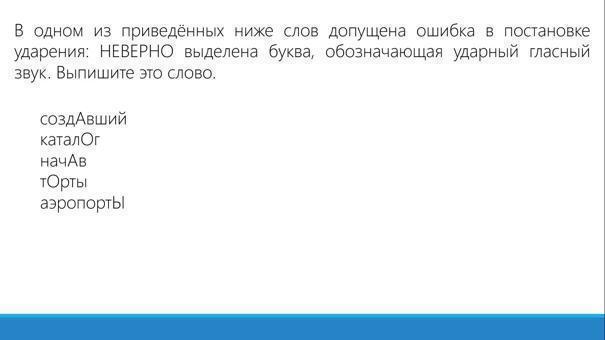 В одном из приведённых ниже слов допущена ошибка в постановке
ударения: НЕВЕРНО выделена буква, обозначающая ударный гласный
звук. Выпишите это слово.
создАвший
каталОг
начАв
тОрты
аэропортЫ